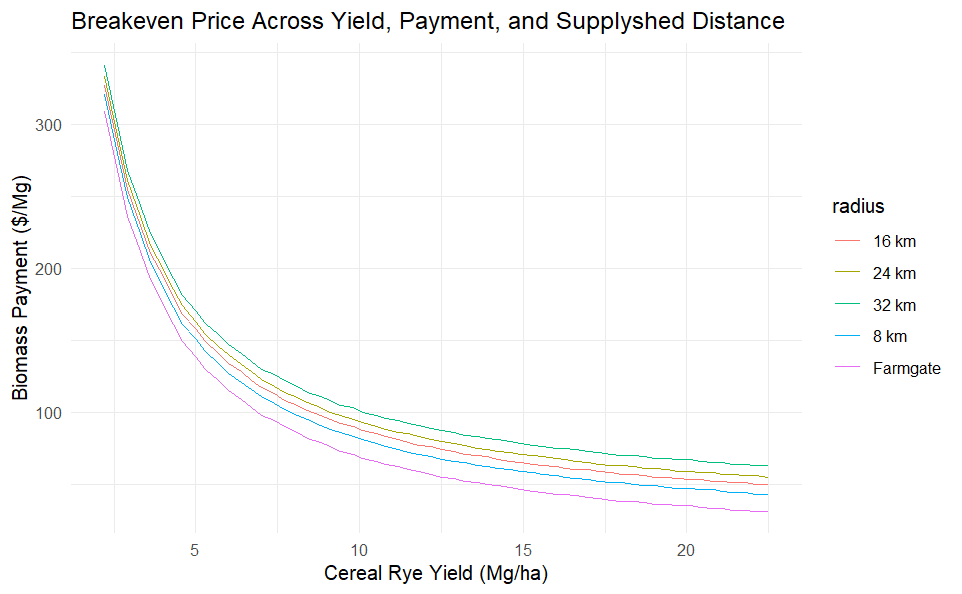 Breakeven Price Across Yield, Payment, and Supplyshed Distance
Biomass Payment ($/Mg)
300
200
100
5
10
15
20
Cereal Rye Yield (Mg/ha)
radius
16 km
24 km
32 km
8 km
Farmgate